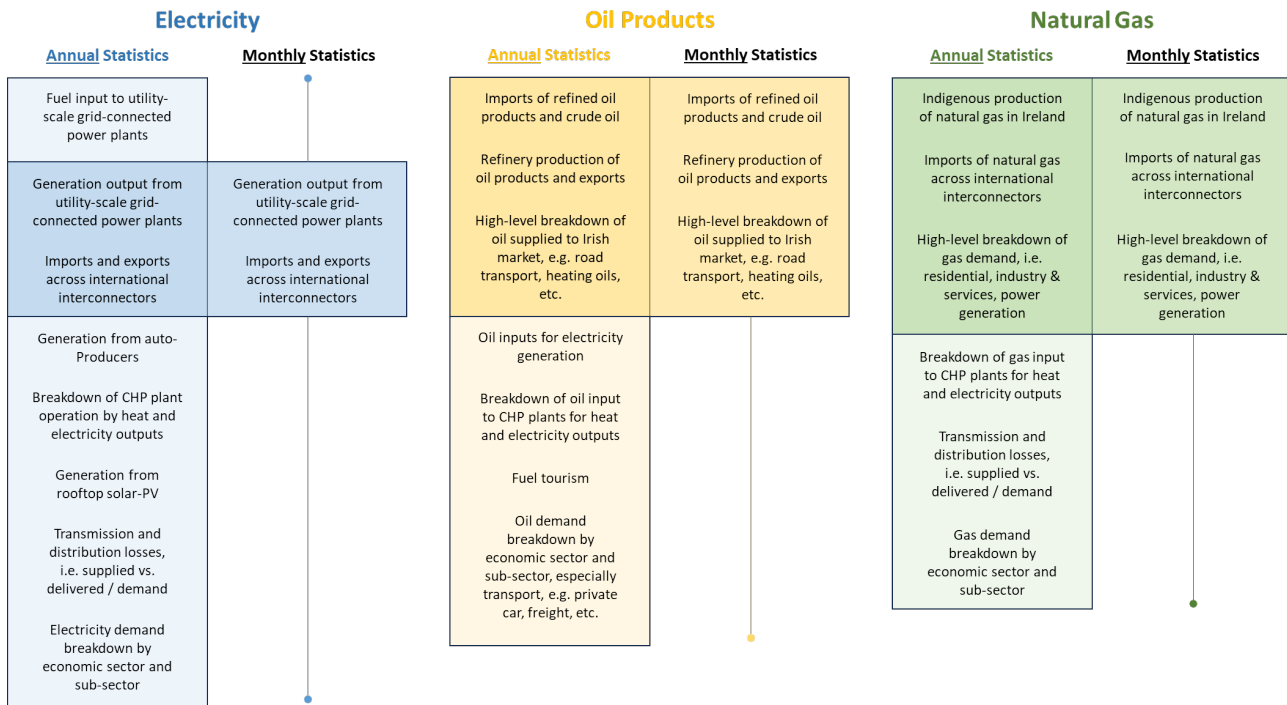 Electricity
Annual Statistics
Monthly Statistics
Fuel input to utility-
scale grid-connected
power plants
Generation output from
utility-scale grid-
connected power plants
Imports and exports
across international
interconnectors
Generation output from
utility-scale grid-
connected power plants
Imports and exports
across international
interconnectors
Generation from auto-
Producers
Breakdown of CHP plant
operation by heat and
electricity outputs
Generation from
rooftop solar-PV
Transmission and
distribution losses,
i.e. supplied vs.
delivered / demand
Electricity demand
breakdown by
economic sector and
sub-sector
Oil Products
Annual Statistics
Monthly Statistics
Imports of refined oil
products and crude oil
Refinery production of
oil products and exports
High-level breakdown of
oil supplied to Irish
market, e.g. road
transport, heating oils,
etc.
Imports of refined oil
products and crude oil
Refinery production of
oil products and exports
High-level breakdown of
oil supplied to Irish
market, e.g. road
transport, heating oils,
etc.
Oil inputs for electricity
generation
Breakdown of oil input
to CHP plants for heat
and electricity outputs
Fuel tourism
Oil demand
breakdown by
economic sector and
sub-sector, especially
transport, e.g. private
car, freight, etc.
Natural Gas
Annual Statistics
Monthly Statistics
Indigenous production
of natural gas in Ireland
Imports of natural gas
across international
interconnectors
High-level breakdown of
gas demand, i.e.
residential, industry &
services, power
generation
Indigenous production
of natural gas in Ireland
Imports of natural gas
across international
interconnectors
High-level breakdown of
gas demand, i.e.
residential, industry &
services, power
generation
Breakdown of gas input
to CHP plants for heat
and electricity outputs
Transmission and
distribution losses,
i.e. supplied vs.
delivered / demand
Gas demand
breakdown by
economic sector and
sub-sector